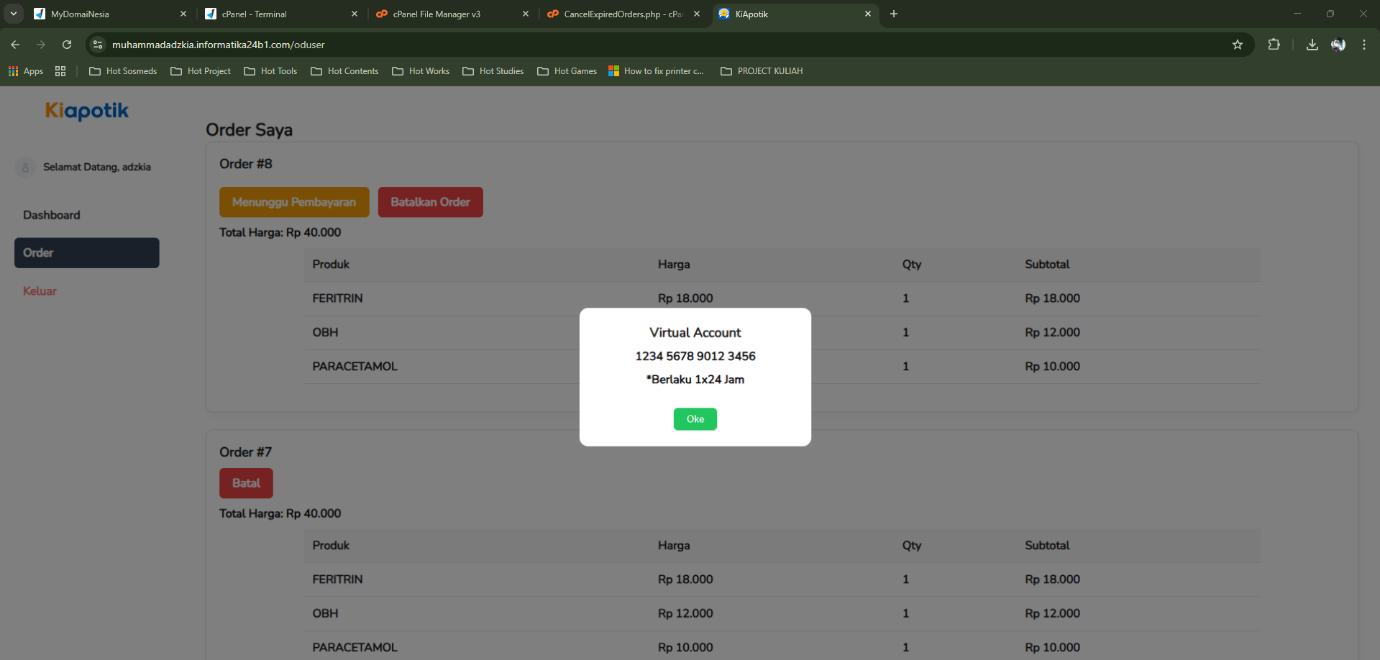 MyDomaiNesia
cPanel - Terminal
cPanel File Manager v3
CancelExpiredOrders.php - cPa
KiApotik
muhammadadzkia.informatika24b1.com/oduser
Apps
Hot Sosmeds
Hot Project
Hot Tools
Hot Contents
Hot Works
Hot Studies
Hot Games
How to fix printer c...
PROJECT KULIAH
Kiapotik
Selamat Datang, adzkia
Dashboard
Order
Keluar
Order Saya
Order #8
Menunggu Pembayaran Batalkan Order
Total Harga: Rp 40.000
Produk Harga Qty Subtotal
FERITRIN Rp 18.000 1 Rp 18.000
OBH 1 Rp 12.000
PARACETAMOL 1 Rp 10.000
Virtual Account
1234 5678 9012 3456
*Berlaku 1x24 Jam
Oke
Order #7
Batal
Total Harga: Rp 40.000
Produk Harga Qty Subtotal
FERITRIN Rp 18.000 1 Rp 18.000
OBH Rp 12.000 1 Rp 12.000
PARACETAMOL Rp 10.000 1 Rp 10.000